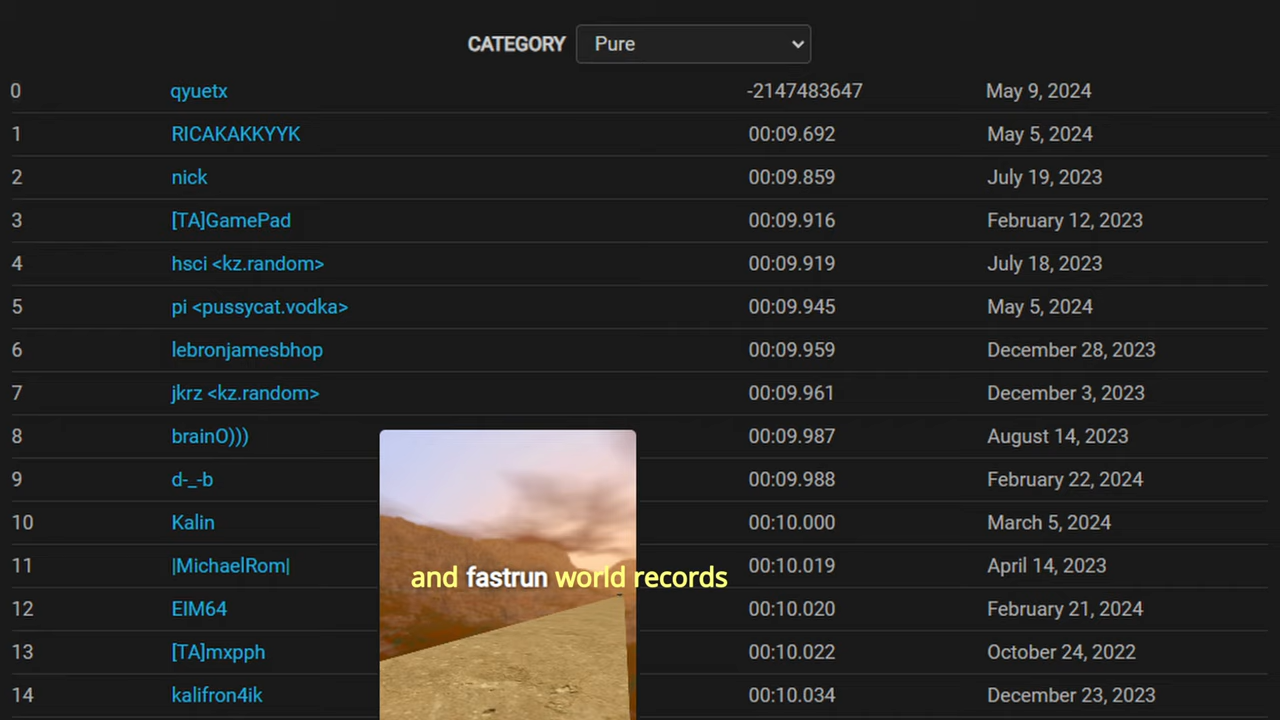 CATEGORY Pure
0 qyuetx -2147483647 May 9, 2024
1 RICAKAKKYYK 00:09.692 May 5, 2024
2 nick 00:09.859 July 19, 2023
3 [TA]GamePad 00:09.916 February 12, 2023
4 hsci <kz.random> 00:09.919 July 18, 2023
5 pi <pussycat.vodka> 00:09.945 May 5, 2024
6 lebronjamesbhop 00:09.959 December 28, 2023
7 jkrz <kz.random> 00:09.961 December 3, 2023
8 brainO))) 00:09.987 August 14, 2023
9 d-_-b 00:09.988 February 22, 2024
10 Kalin 00:10.000 March 5, 2024
11 |MichaelRom| 00:10.019 April 14, 2023
and fastrun world records
12 EIM64 00:10.020 February 21, 2024
13 [TA]mxpph 00:10.022 October 24, 2022
14 kalifron4ik 00:10.034 December 23, 2023